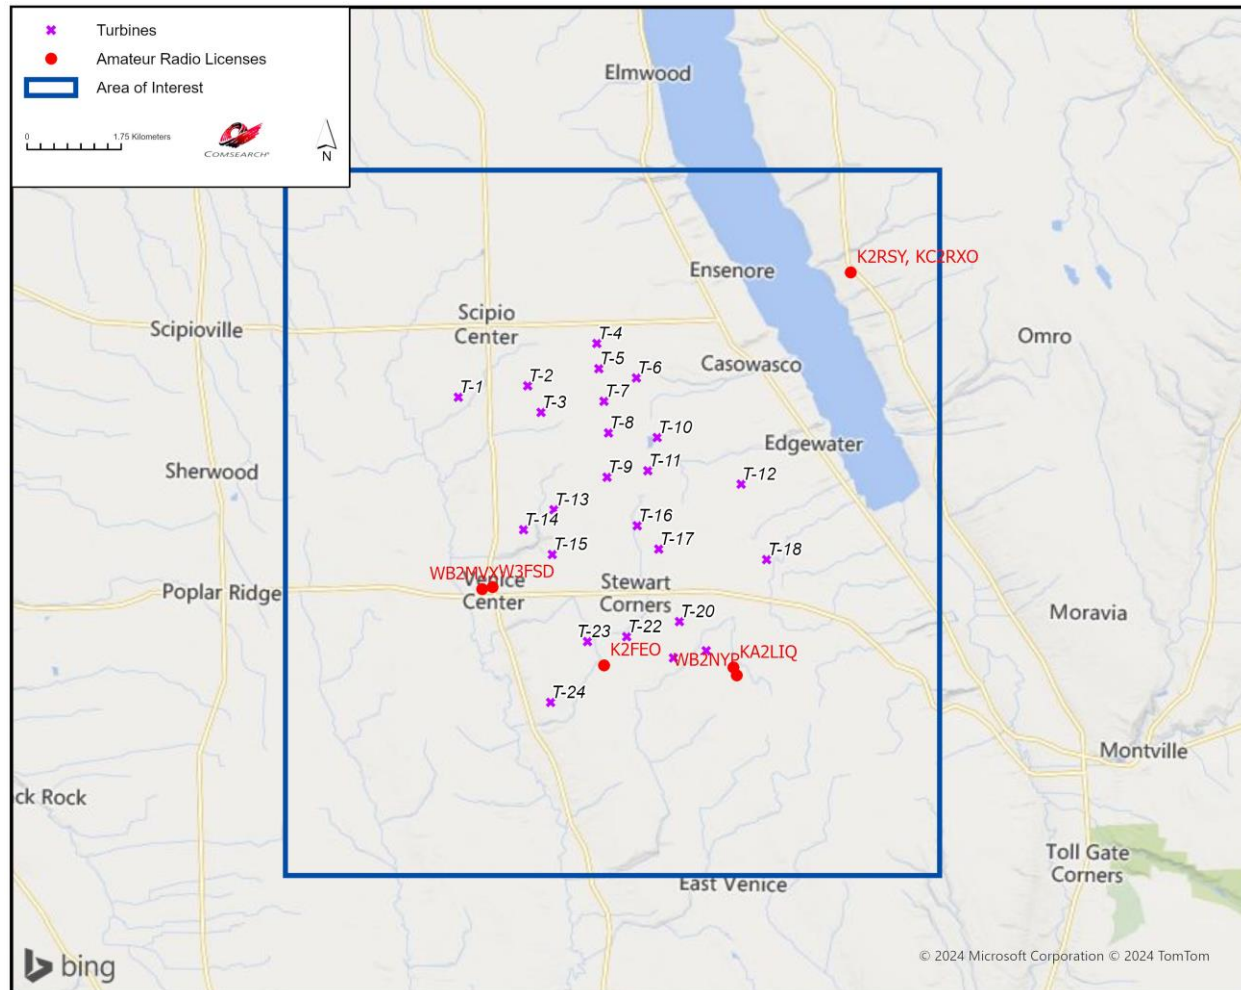 Turbines
Amateur Radio Licenses
Area of Interest
0 1.75 Kilometers
COMSEARCH®
N
Elmwood
K2RSY, KC2RXO
Ensenore
Scipio
Center
Scipioville
Omro
T-4
T-5
T-6
Casowasco
T-1
T-2
T-3
T-7
T-8
T-10
Edgewater
Sherwood
T-9
T-11
T-12
T-13
T-14
T-16
T-15
T-17
T-18
WB2MVX W3FSD
Venice
Center
Poplar Ridge
Stewart
Corners
Moravia
T-20
T-23
T-22
K2FEO
KA2LIQ
T-24
Montville
ck Rock
Toll Gate
Corners
East Venice
bing
© 2024 Microsoft Corporation © 2024 TomTom